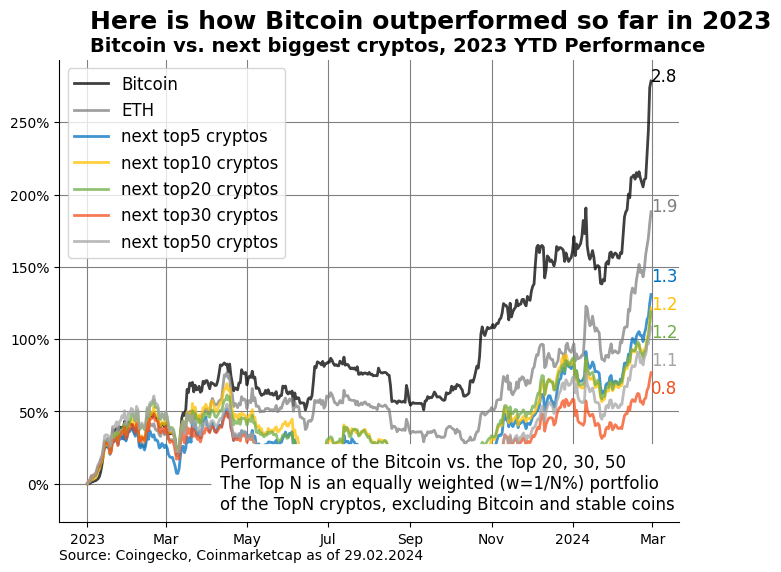 Here is how Bitcoin outperformed so far in 2023
Bitcoin vs. next biggest cryptos, 2023 YTD Performance
Bitcoin
ETH
next top5 cryptos
next top10 cryptos
next top20 cryptos
next top30 cryptos
next top50 cryptos
2.8
1.9
1.3
1.2
1.2
1.1
0.8
250%
200%
150%
100%
50%
0%
Performance of the Bitcoin vs. the Top 20, 30, 50
The Top N is an equally weighted (w=1/N%) portfolio
of the TopN cryptos, excluding Bitcoin and stable coins
2023 Mar May Jul Sep Nov 2024 Mar
Source: Coingecko, Coinmarketcap as of 29.02.2024